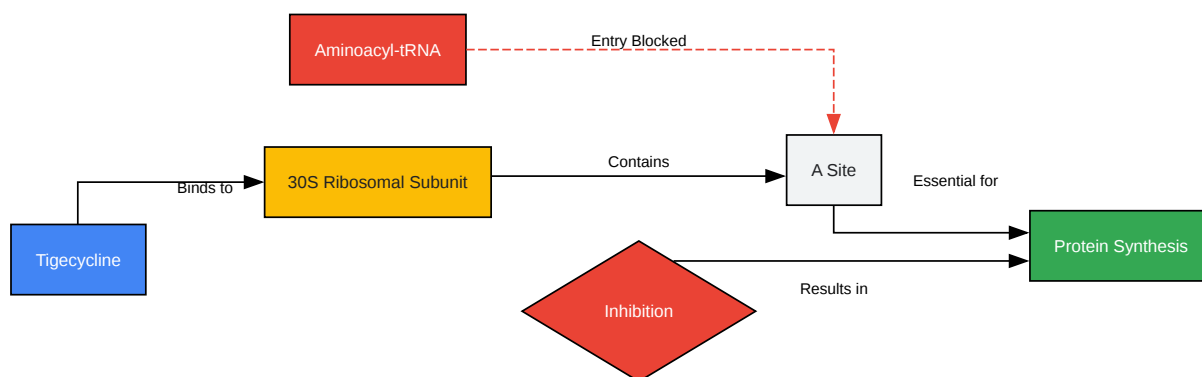 Aminoacyl-tRNA
Entry Blocked
Contains
30S Ribosomal Subunit
A Site
Binds to
Essential for
Tigecycline
Protein Synthesis
Results in
Inhibition